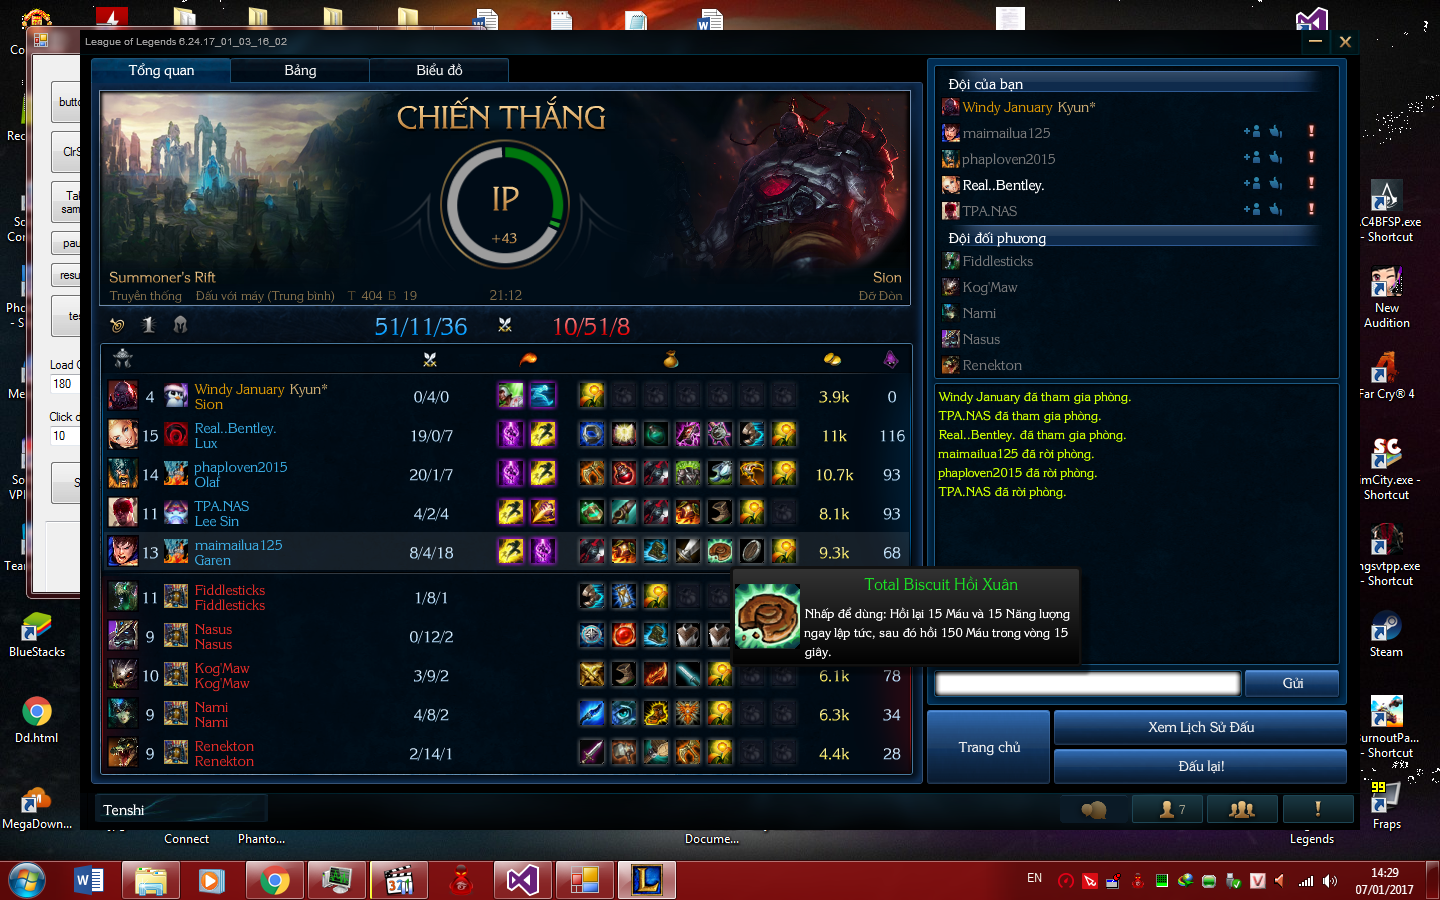 League of Legends 6.24.17_01_03_16_02
Tổng quan
Bảng
Biểu đồ
CHIẾN THẮNG
IP
+43
Summoner's Rift
Truyền thống Đấu với máy (Trung bình) T 404 B 19
21:12
Sion
Đỡ Đòn
1
51/11/36
10/51/8
4 Windy January Kyun* 0/4/0 3.9k 0
Sion
15 Real..Bentley. 19/0/7 11k 116
Lux
14 phaploven2015 20/1/7 10.7k 93
Olaf
11 TPA.NAS 4/2/4 8.1k 93
Lee Sin
13 maimailua125 8/4/18 9.3k 68
Garen
11 Fiddlesticks 1/8/1
Fiddlesticks
9 Nasus 0/12/2
Nasus
10 Kog'Maw 3/9/2 6.1k 78
Kog'Maw
9 Nami 4/8/2 6.3k 34
Nami
9 Renekton 2/14/1 4.4k 28
Renekton
Total Biscuit Hồi Xuân
Nhấp để dùng: Hồi lại 15 Máu và 15 Năng lượng
ngay lập tức, sau đó hồi 150 Máu trong vòng 15
giây.
Đội của bạn
Windy January Kyun*
maimailua125
phaploven2015
Real..Bentley.
TPA.NAS
Đội đối phương
Fiddlesticks
Kog'Maw
Nami
Nasus
Renekton
Windy January đã tham gia phòng.
TPA.NAS đã tham gia phòng.
Real..Bentley. đã tham gia phòng.
maimailua125 đã rời phòng.
phaploven2015 đã rời phòng.
TPA.NAS đã rời phòng.
Gửi
Trang chủ
Xem Lịch Sử Đấu
Đấu lại!
Tenshi
7
Load
180
Click
10
BlueStacks
Dd.html
MegaDown...
Connect
Phanto...
Docume...
Legends
C4BFSP.exe
- Shortcut
New
Audition
Far Cry® 4
imCity.exe -
Shortcut
ngsvtpp.exe
- Shortcut
Steam
urnoutPa...
- Shortcut
99
Fraps
EN
14:29
07/01/2017